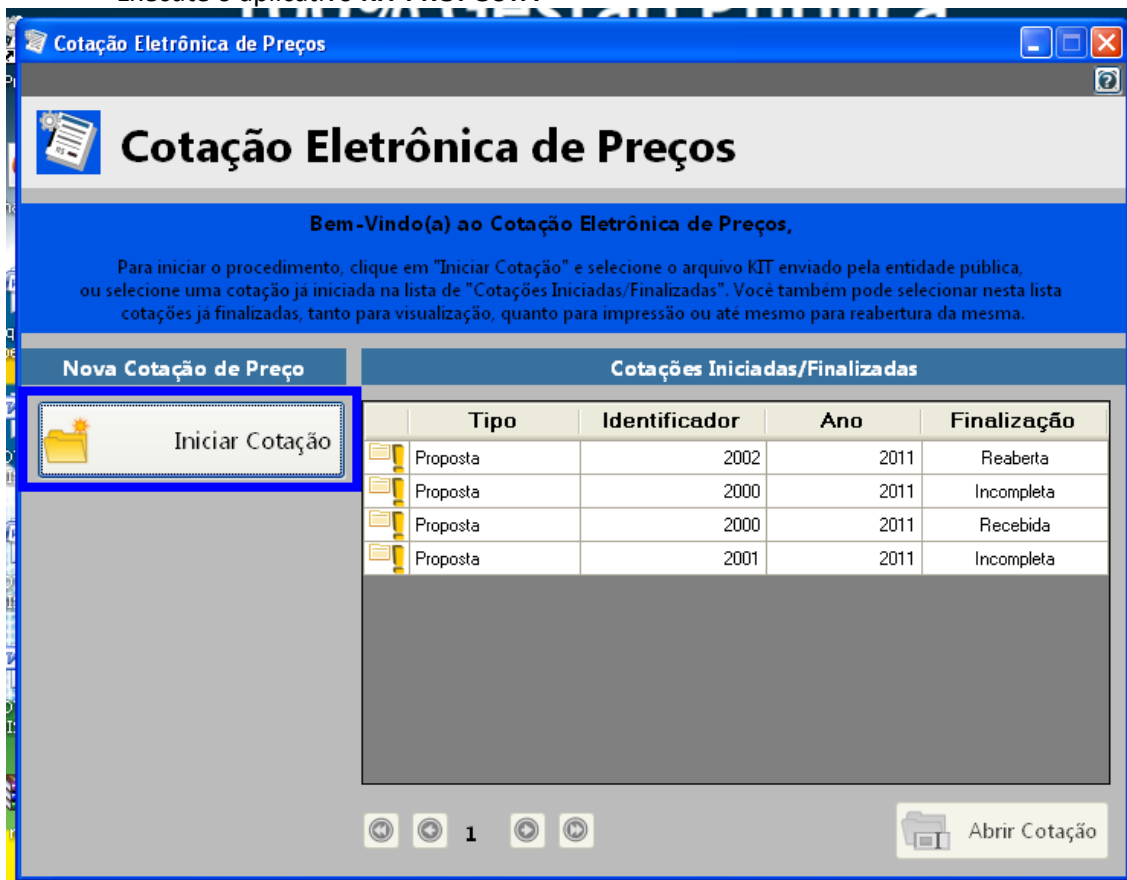 Cotação Eletrônica de Preços
Cotação Eletrônica de Preços
Bem-Vindo(a) ao Cotação Eletrônica de Preços,
Para iniciar o procedimento, clique em "Iniciar Cotação" e selecione o arquivo KIT enviado pela entidade pública,
ou selecione uma cotação já iniciada na lista de "Cotações Iniciadas/Finalizadas". Você também pode selecionar nesta lista
cotações já finalizadas, tanto para visualização, quanto para impressão ou até mesmo para reabertura da mesma.
Nova Cotação de Preço
Cotações Iniciadas/Finalizadas
Iniciar Cotação
Tipo Identificador Ano Finalização
Proposta 2002 2011 Reaberta
Proposta 2000 2011 Incompleta
Proposta 2000 2011 Recebida
Proposta 2001 2011 Incompleta
1
Abrir Cotação